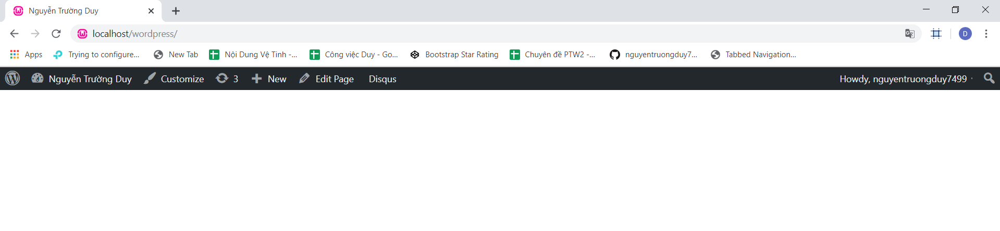 Nguyễn Trường Duy
localhost/wordpress/
D
Apps Trying to configure... New Tab Nội Dung Vệ Tinh -... Công việc Duy - Go... Bootstrap Star Rating Chuyên đề PTW2 -... nguyentruongduy7... Tabbed Navigation...
Nguyễn Trường Duy Customize 3 New Edit Page Disqus Howdy, nguyentruongduy7499